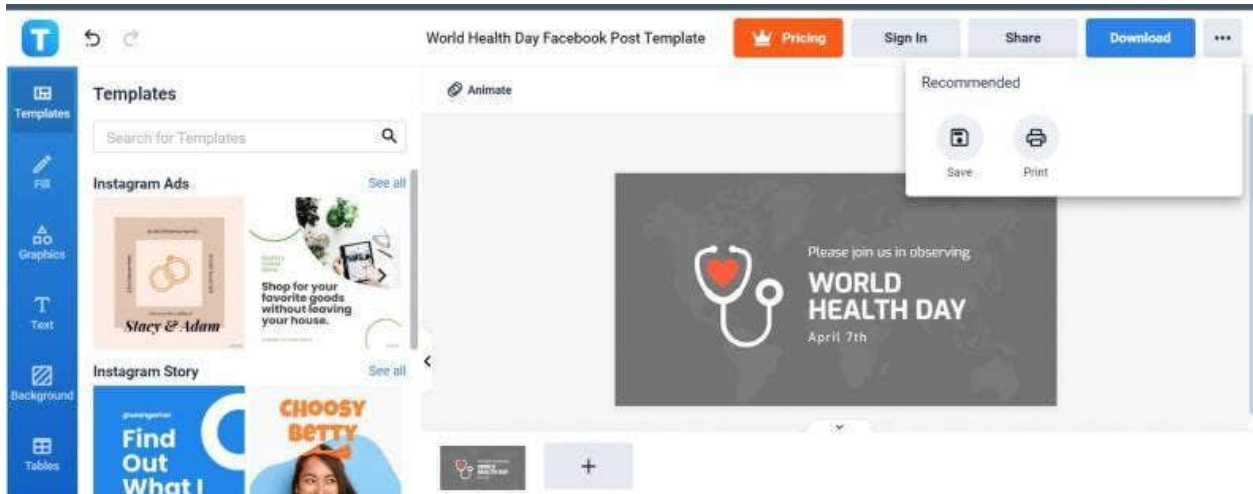 T
World Health Day Facebook Post Template
Pricing
Sign In
Share
Download
Templates
Fill
Graphics
Text
Background
Tables
Templates
Search for Templates
Instagram Ads
See all
Stacy & Adam
Shop for your
favorite goods
without leaving
your house.
Instagram Story
See all
Find
Out
What I
CHOOSY
BETTY
Animate
Recommended
Save
Print
Please join us in observing
WORLD
HEALTH DAY
April 7th